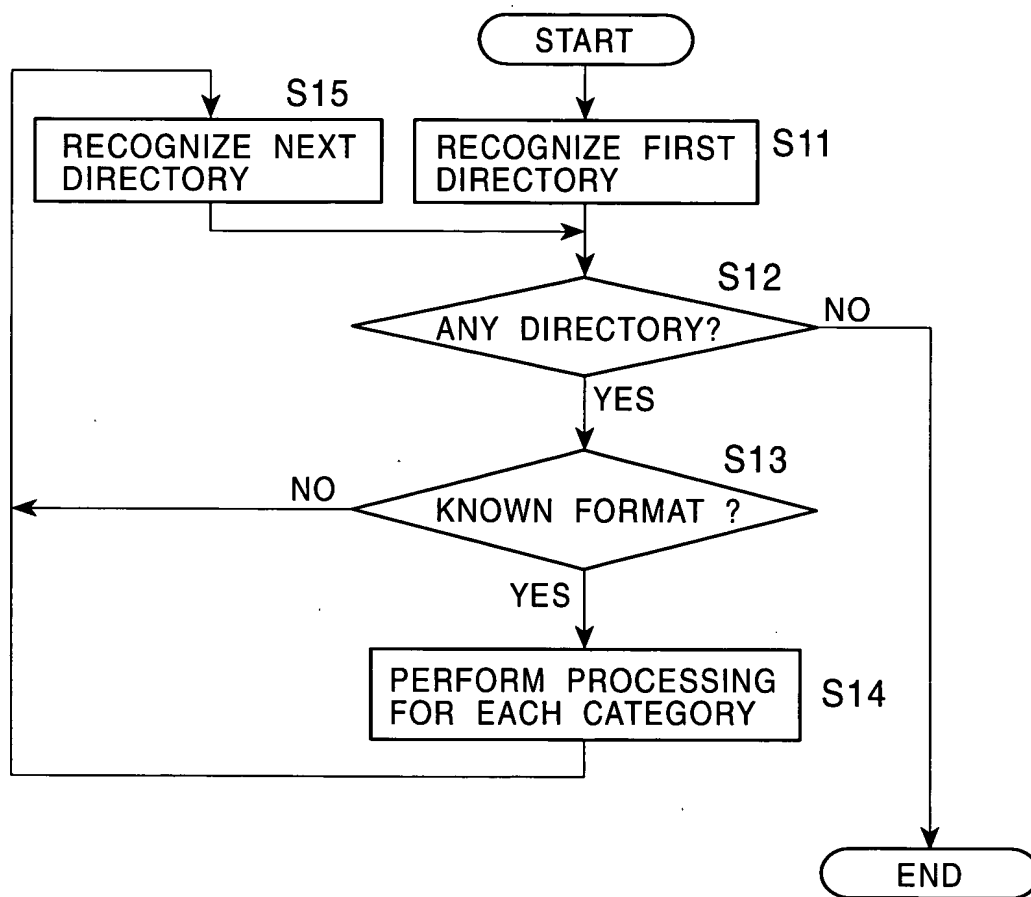 START
S15
RECOGNIZE NEXT
DIRECTORY
RECOGNIZE FIRST
DIRECTORY
S11
S12
ANY DIRECTORY?
NO
YES
S13
NO
KNOWN FORMAT ?
YES
PERFORM PROCESSING
FOR EACH CATEGORY
S14
END